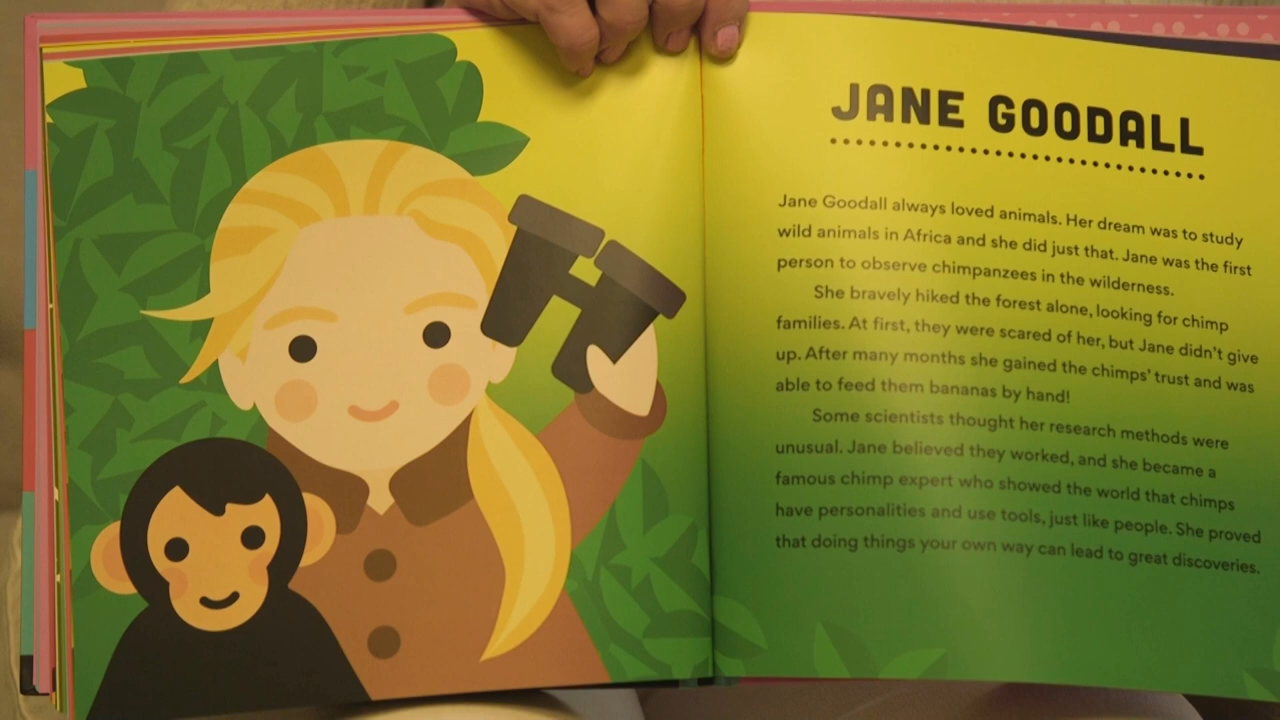 JANE GOODALL
Jane Goodall always loved animals. Her dream was to study
wild animals in Africa and she did just that. Jane was the first
person to observe chimpanzees in the wilderness.
She bravely hiked the forest alone, looking for chimp
families. At first, they were scared of her, but Jane didn't give
up. After many months she gained the chimps' trust and was
able to feed them bananas by hand!
Some scientists thought her research methods were
unusual. Jane believed they worked, and she became a
famous chimp expert who showed the world that chimps
have personalities and use tools, just like people. She proved
that doing things your own way can lead to great discoveries.